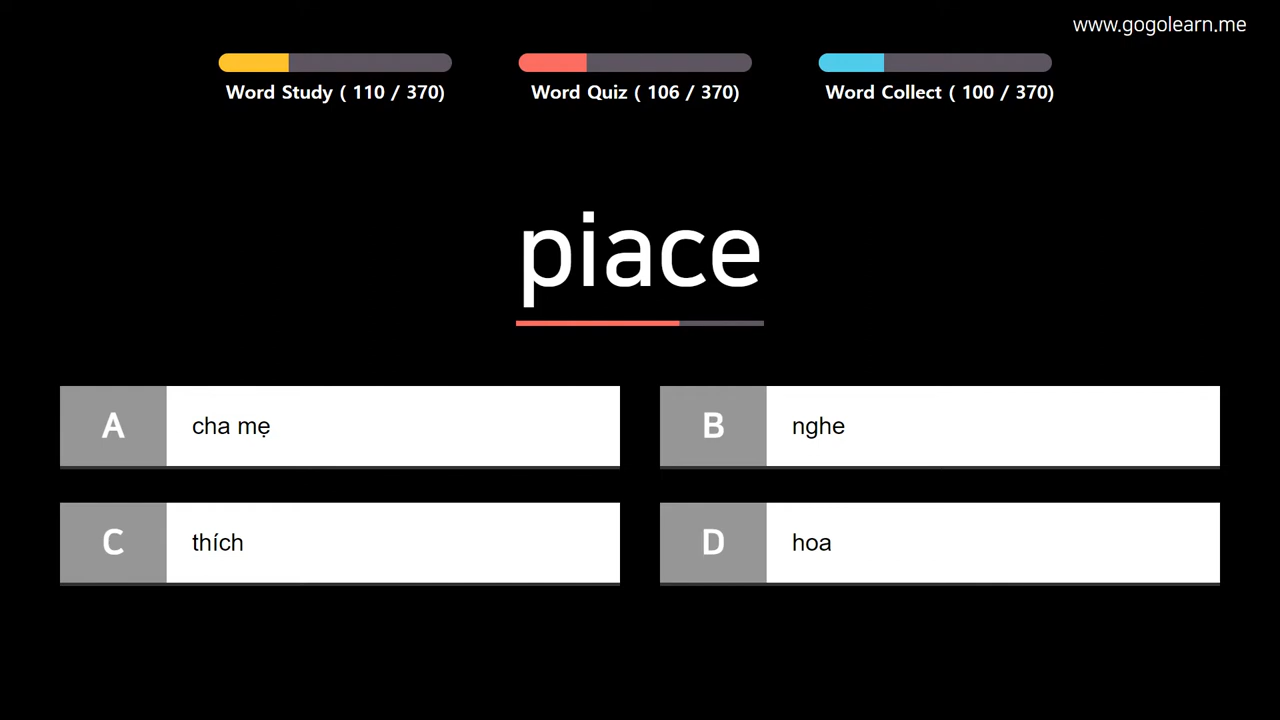 www.gogolearn.me
Word Study ( 110 / 370)
Word Quiz ( 106 / 370)
Word Collect ( 100 / 370)
piace
A
cha mẹ
B
nghe
C
thích
D
hoa